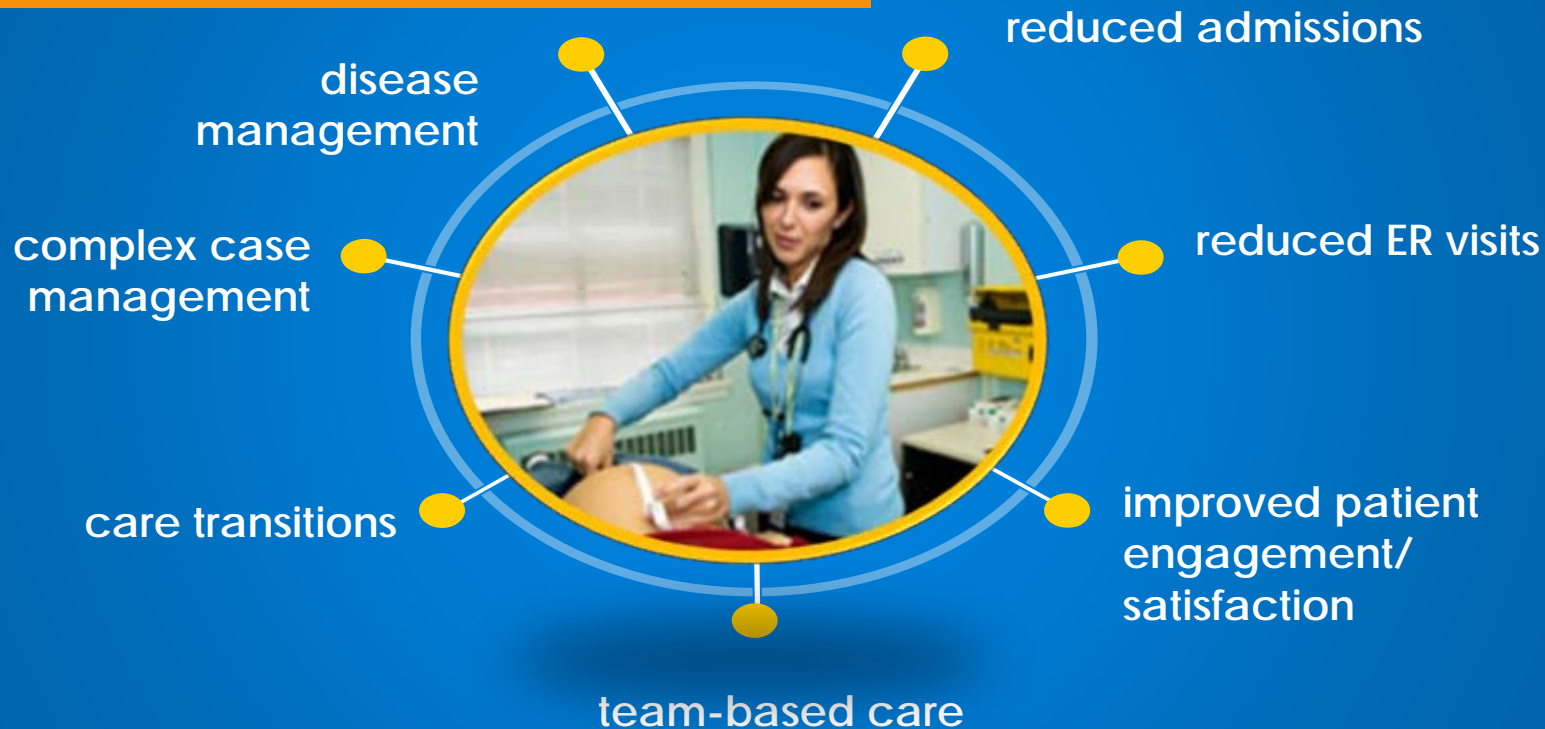 reduced admissions
disease
management
complex case
management
reduced ER visits
care transitions
improved patient
engagement/
satisfaction
team-based care